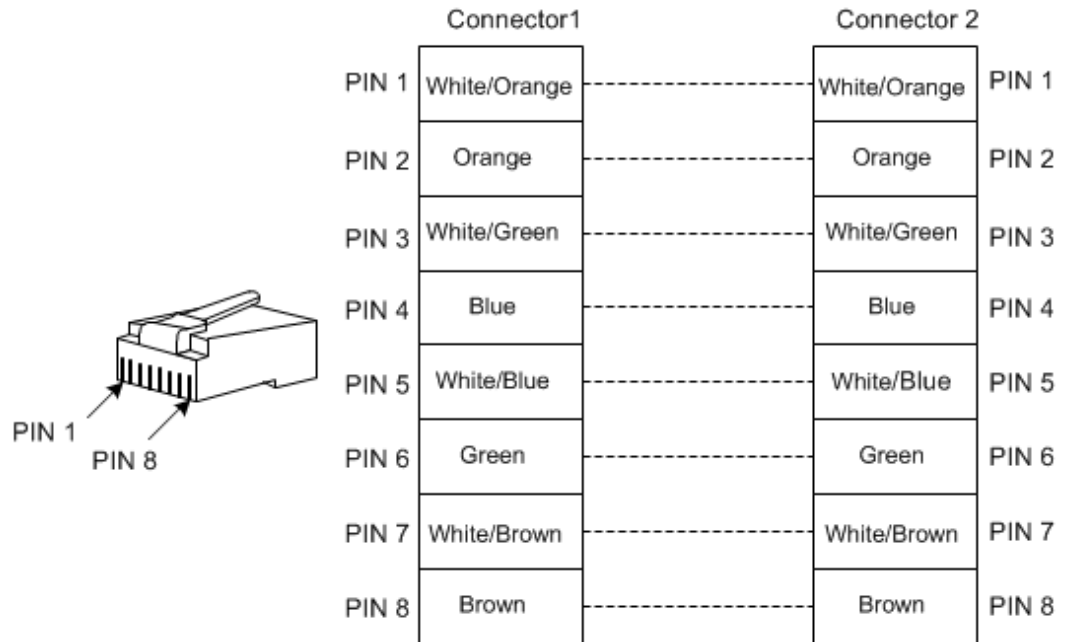 Connector1 Connector 2
PIN 1 White/Orange White/Orange PIN 1
PIN 2 Orange Orange PIN 2
PIN 3 White/Green White/Green PIN 3
PIN 4 Blue Blue PIN 4
PIN 5 White/Blue White/Blue PIN 5
PIN 6 Green Green PIN 6
PIN 7 White/Brown White/Brown PIN 7
PIN 8 Brown Brown PIN 8
PIN 1
PIN 8